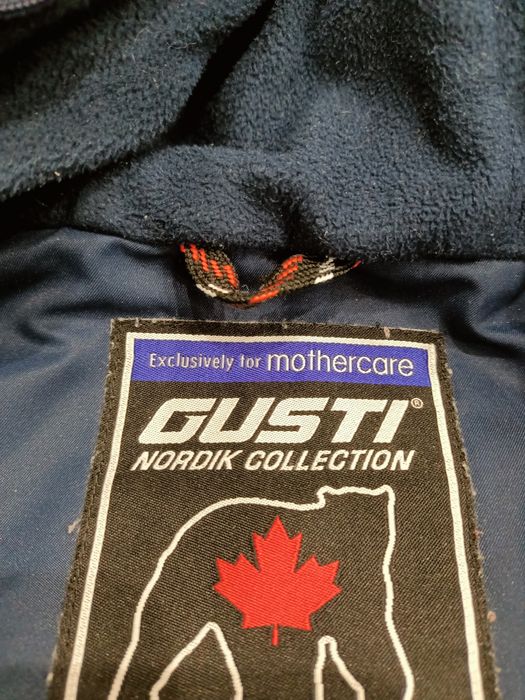 Exclusively for mothercare
GUSTI®
NORDIK COLLECTION